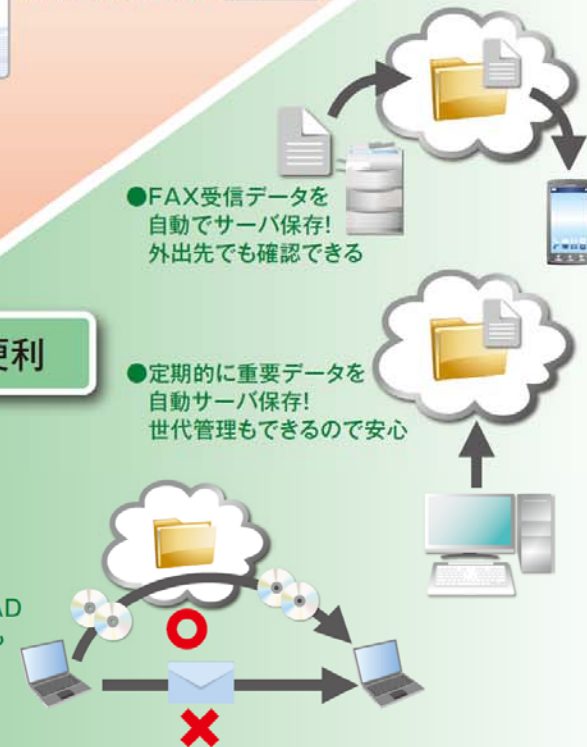 ●FAX受信データを
自動でサーバ保存!
外出先でも確認できる
便利
●定期的に重要データを
自動サーバ保存!
世代管理もできるので安心
AD